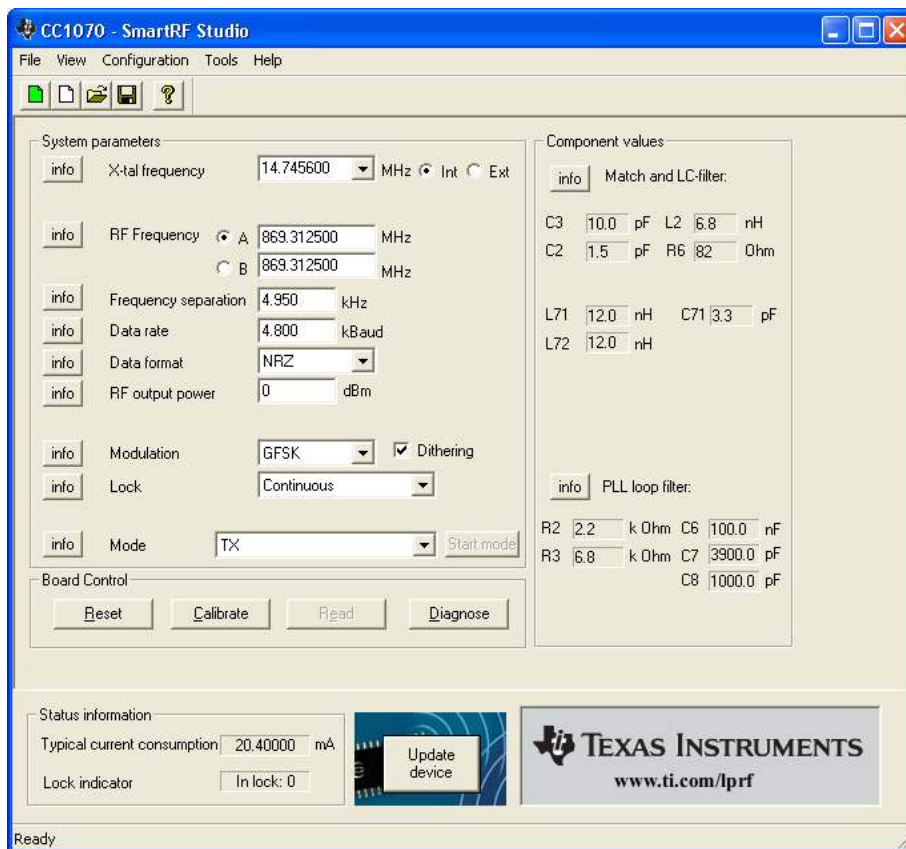 CC1070 - SmartRF Studio
File View Configuration Tools Help
System parameters
info X-tal frequency 14.745600 MHz Int Ext
info RF Frequency A 869.312500 MHz
B 869.312500 MHz
info Frequency separation 4.950 kHz
info Data rate 4.800 kBaud
info Data format NRZ
info RF output power 0 dBm
info Modulation GFSK Dithering
info Lock Continuous
info Mode TX Start mode
Board Control
Reset Calibrate Read Diagnose
Component values
info Match and LC-filter:
C3 10.0 pF L2 6.8 nH
C2 1.5 pF R6 82 Ohm
L71 12.0 nH C71 3.3 pF
L72 12.0 nH
info PLL loop filter:
R2 2.2 k Ohm C6 100.0 nF
R3 6.8 k Ohm C7 3900.0 pF
C8 1000.0 pF
Status information
Typical current consumption 20.40000 mA
Lock indicator In lock: 0
Update
device
TEXAS INSTRUMENTS
www.ti.com/lprf
Ready